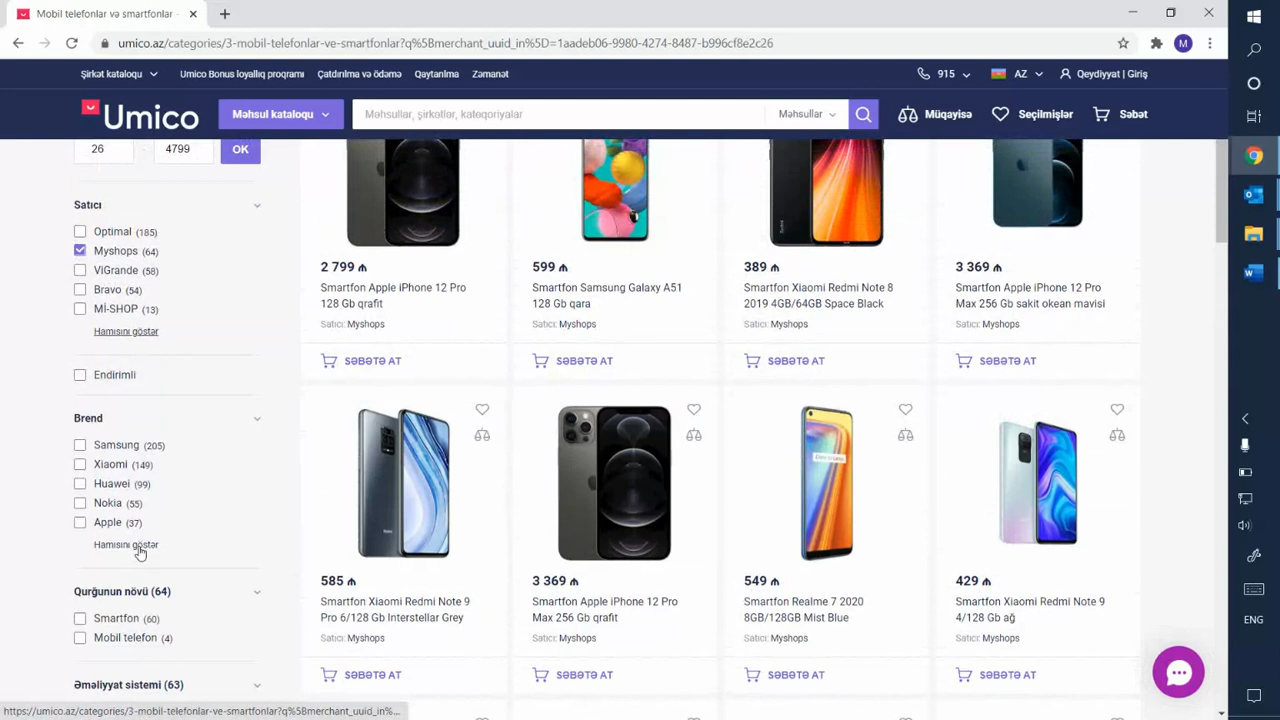 Mobil telefonlar və smartfonlar
umico.az/categories/3-mobil-telefonlar-ve-smartfonlar?q%5Bmerchant_uuid_in%5D=1aadeb06-9980-4274-8487-b996cf8e2c26
M
Şirkət kataloqu Umico Bonus loyallıq proqramı Çatdırılma və ödəmə Qaytarılma Zəmanət 915 AZ Qeydiyyat | Giriş
Umico Məhsul kataloqu Məhsullar, şirkətlər, kateqoriyalar Məhsullar Müqayisə Seçilmişlər Səbət
26 - 4799 OK
Satıcı
Optimal (185)
Myshops (64)
ViGrande (58)
Bravo (54)
Mİ-SHOP (13)
Hamısını göstər
Endirimli
Brend
Samsung (205)
Xiaomi (149)
Huawei (99)
Nokia (55)
Apple (37)
Hamısını göstər
Qurğunun növü (64)
Smartfon (60)
Mobil telefon (4)
Əməliyyat sistemi (63)
2 799 ₼
Smartfon Apple iPhone 12 Pro
128 Gb qrafit
Satıcı: Myshops
SƏBƏTƏ AT
599 ₼
Smartfon Samsung Galaxy A51
128 Gb qara
Satıcı: Myshops
SƏBƏTƏ AT
389 ₼
Smartfon Xiaomi Redmi Note 8
2019 4GB/64GB Space Black
Satıcı: Myshops
SƏBƏTƏ AT
3 369 ₼
Smartfon Apple iPhone 12 Pro
Max 256 Gb sakit okean mavisi
Satıcı: Myshops
SƏBƏTƏ AT
585 ₼
Smartfon Xiaomi Redmi Note 9
Pro 6/128 Gb Interstellar Grey
Satıcı: Myshops
SƏBƏTƏ AT
3 369 ₼
Smartfon Apple iPhone 12 Pro
Max 256 Gb qrafit
Satıcı: Myshops
SƏBƏTƏ AT
549 ₼
Smartfon Realme 7 2020
8GB/128GB Mist Blue
Satıcı: Myshops
SƏBƏTƏ AT
429 ₼
Smartfon Xiaomi Redmi Note 9
4/128 Gb ağ
Satıcı: Myshops
SƏBƏTƏ AT
https://umico.az/categories/3-mobil-telefonlar-ve-smartfonlar?q%5Bmerchant_uuid_in%...
ENG